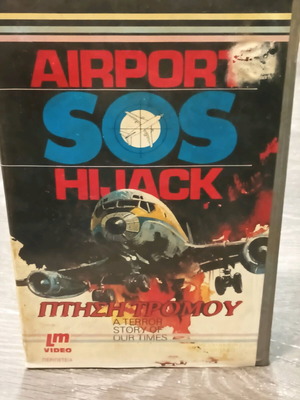 AIRPORT
SOS
HIJACK
ΠΤΗΣΗ ΤΡΟΜΟΥ
A TERROR
STORY OF
OUR TIMES
Lm
VIDEO